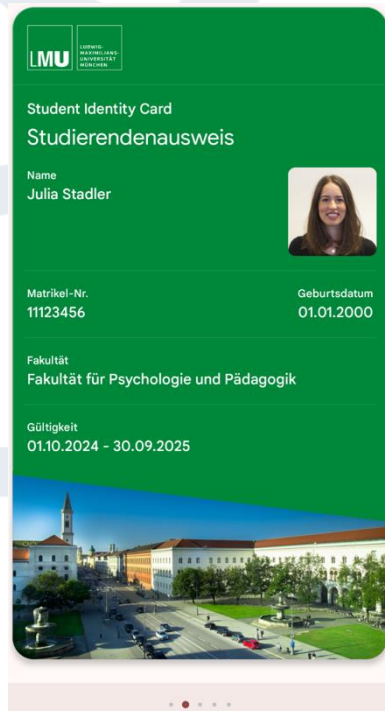 LMU
LUDWIG-
MAXIMILIANS-
UNIVERSITÄT
MÜNCHEN
Student Identity Card
Studierendenausweis
Name
Julia Stadler
Matrikel-Nr.
11123456
Geburtsdatum
01.01.2000
Fakultät
Fakultät für Psychologie und Pädagogik
Gültigkeit
01.10.2024 - 30.09.2025